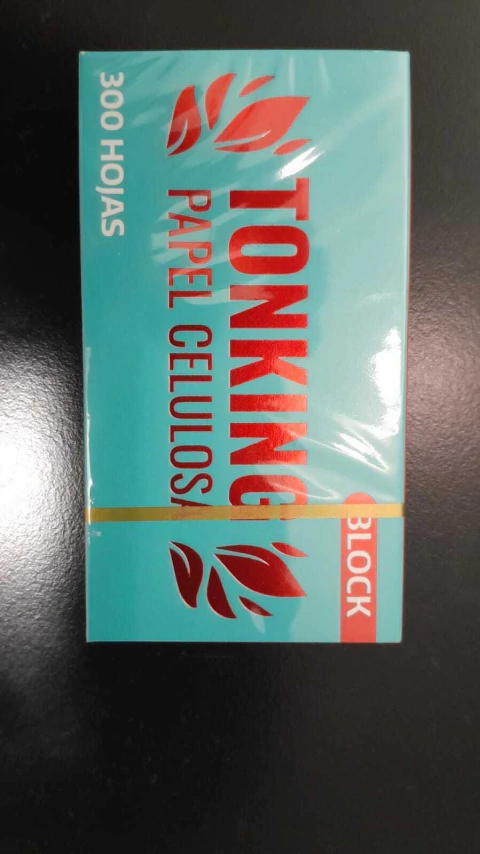 BLOCK
TONKING
PAPEL CELULOSA
300 HOJAS